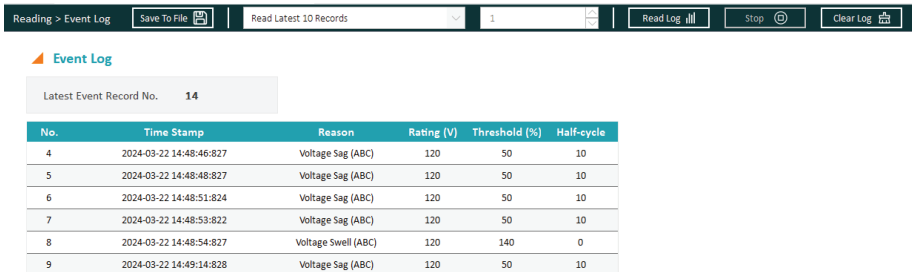 Reading > Event Log Save To File Read Latest 10 Records 1 Read Log Stop Clear Log
Event Log
Latest Event Record No. 14
No. Time Stamp Reason Rating (V) Threshold (%) Half-cycle
4 2024-03-22 14:48:46:827 Voltage Sag (ABC) 120 50 10
5 2024-03-22 14:48:48:827 Voltage Sag (ABC) 120 50 10
6 2024-03-22 14:48:51:824 Voltage Sag (ABC) 120 50 10
7 2024-03-22 14:48:53:822 Voltage Sag (ABC) 120 50 10
8 2024-03-22 14:48:54:827 Voltage Swell (ABC) 120 140 0
9 2024-03-22 14:49:14:828 Voltage Sag (ABC) 120 50 10